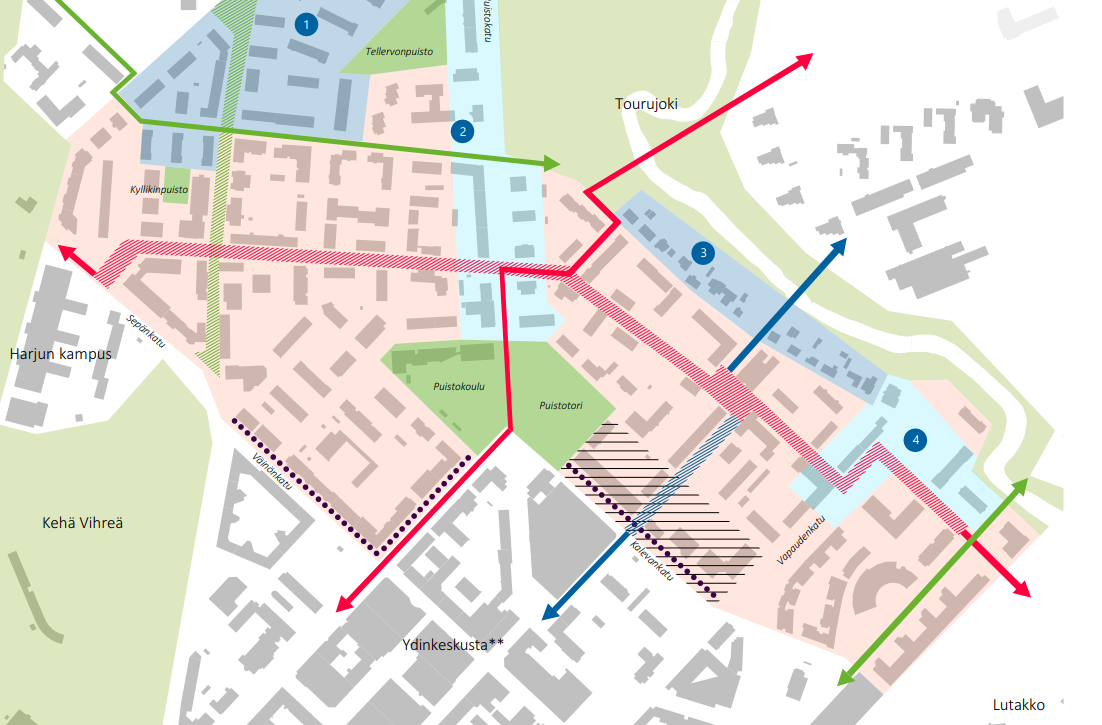 1
Puistokatu
Tellervonpuisto
Tourujoki
2
Kyllikinpuisto
3
Sepänkatu
Harjun kampus
Puistokoulu
Puistotori
4
Väinönkatu
Kehä Vihreä
Vapaudenkatu
Kalevankatu
Ydinkeskusta**
Lutakko